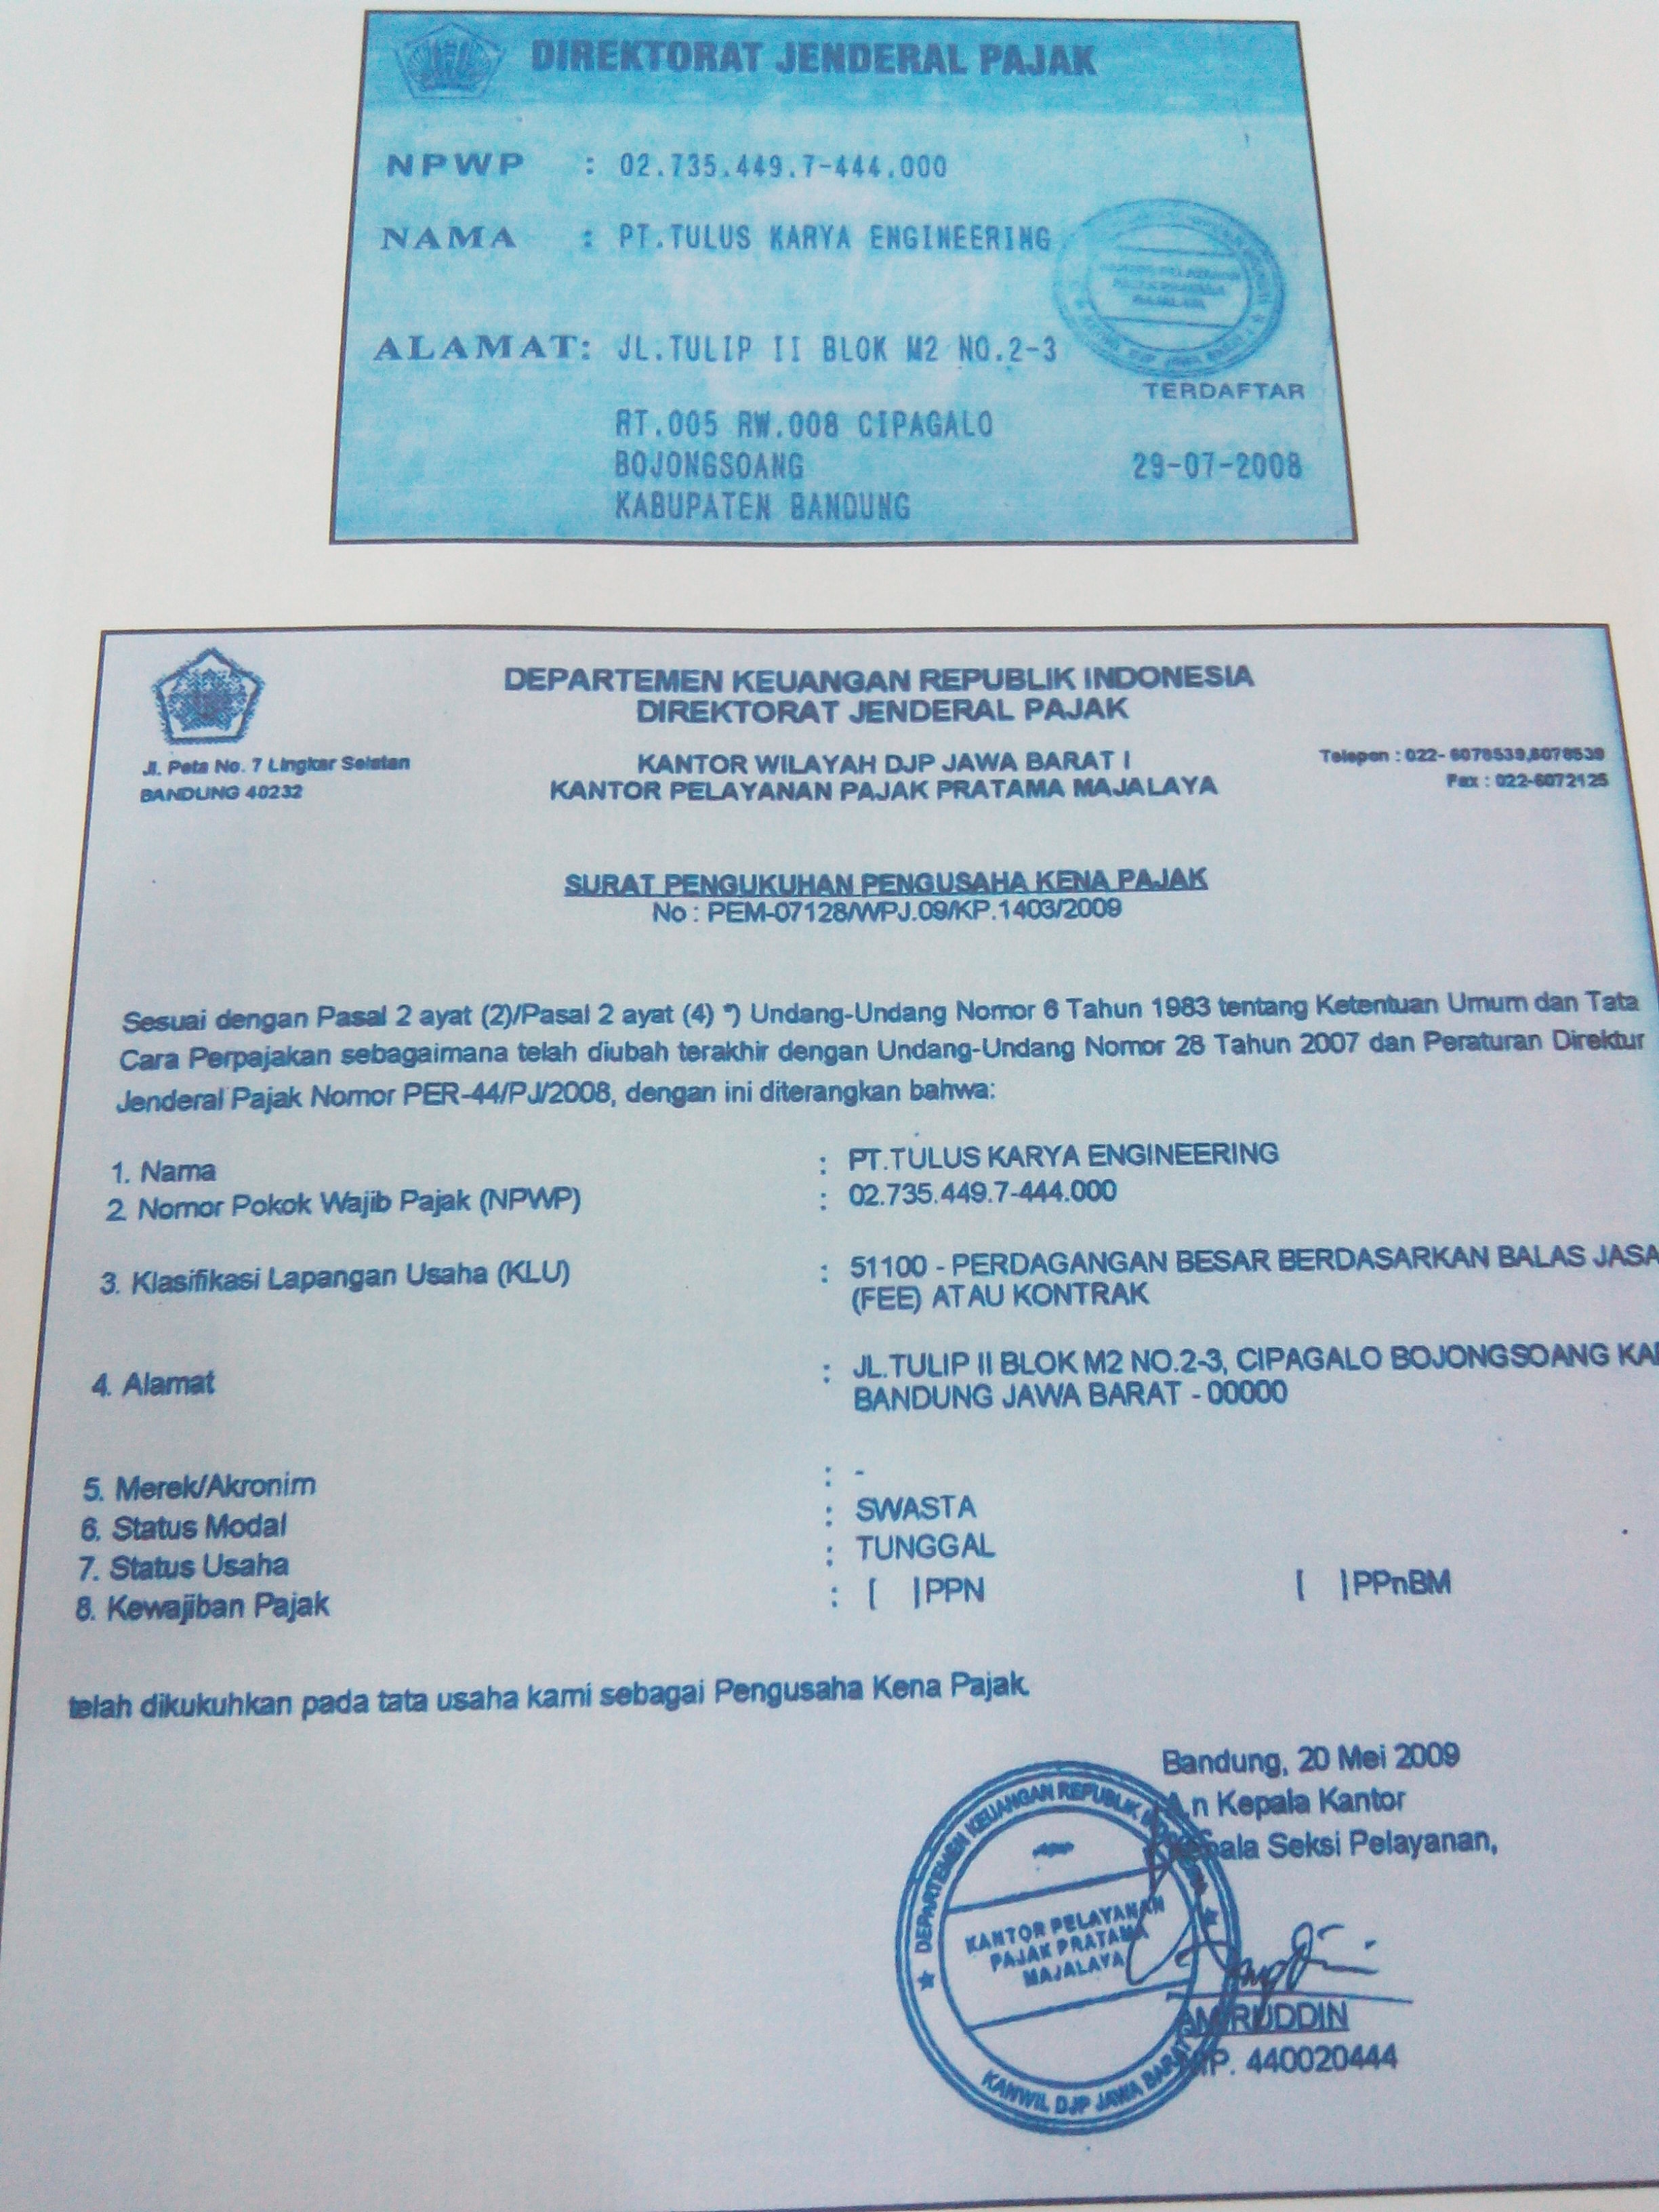 DIREKTORAT JENDERAL PAJAK
NPWP : 02.735.449.7-444.000
NAMA : PT.TULUS KARYA ENGINEERING
ALAMAT: JL.TULIP II BLOK M2 NO.2-3
TERDAFTAR
RT.005 RW.008 CIPAGALO
BOJONGSOANG 29-07-2008
KABUPATEN BANDUNG
DEPARTEMEN KEUANGAN REPUBLIK INDONESIA
DIREKTORAT JENDERAL PAJAK
Jl. Peta No. 7 Lingkar Selatan
BANDUNG 40232
KANTOR WILAYAH DJP JAWA BARAT I
KANTOR PELAYANAN PAJAK PRATAMA MAJALAYA
Telepon : 022- 6078539,6078539
Fax : 022-6072125
SURAT PENGUKUHAN PENGUSAHA KENA PAJAK
No : PEM-07128/WPJ.09/KP.1403/2009
Sesuai dengan Pasal 2 ayat (2)/Pasal 2 ayat (4) *) Undang-Undang Nomor 6 Tahun 1983 tentang Ketentuan Umum dan Tata
Cara Perpajakan sebagaimana telah diubah terakhir dengan Undang-Undang Nomor 28 Tahun 2007 dan Peraturan Direktur
Jenderal Pajak Nomor PER-44/PJ/2008, dengan ini diterangkan bahwa:
1. Nama : PT.TULUS KARYA ENGINEERING
2. Nomor Pokok Wajib Pajak (NPWP) : 02.735.449.7-444.000
3. Klasifikasi Lapangan Usaha (KLU) : 51100 - PERDAGANGAN BESAR BERDASARKAN BALAS JASA
(FEE) ATAU KONTRAK
4. Alamat : JL.TULIP II BLOK M2 NO.2-3, CIPAGALO BOJONGSOANG KAB
BANDUNG JAWA BARAT - 00000
5. Merek/Akronim : -
6. Status Modal : SWASTA
7. Status Usaha : TUNGGAL
8. Kewajiban Pajak : [ ]PPN [ ]PPnBM
telah dikukuhkan pada tata usaha kami sebagai Pengusaha Kena Pajak.
Bandung, 20 Mei 2009
A.n Kepala Kantor
Kepala Seksi Pelayanan,
DEPARTEMEN KEUANGAN REPUBLIK INDONESIA
KANTOR PELAYANAN
PAJAK PRATAMA
MAJALAYA
KANWIL DJP JAWA BARAT
AMIRUDDIN
NIP. 440020444